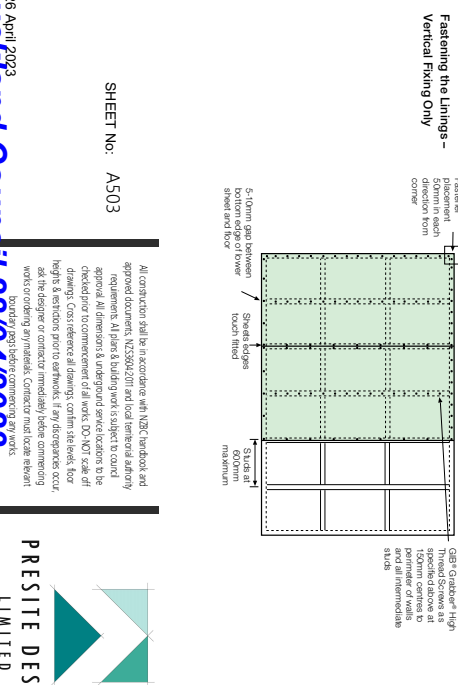 Fastening the Linings –
Vertical Fixing Only
placement
50mm in each
direction from
corner
5-10mm gap between
bottom edge of lower
sheet and floor
Sheets edges
touch fitted
Studs at
600mm
maximum
GIB® Grabber® High
Thread Screws as
specified above at
150mm centres to
perimeter of walls
and all intermediate
studs
26 April 2023
SHEET No: A503
All construction shall be in accordance with NZBC handbook and
approved documents, NZS3604:2011 and local territorial authority
requirements. All plans & building work is subject to council
approval. All dimensions & underground service locations to be
checked prior to commencement of all works. DO-NOT scale off
drawings. Cross reference all drawings, confirm site levels, floor
heights & restrictions prior to earthworks. If any discrepancies occur,
ask the designer or contractor immediately before commending
works or ordering any materials. Contractor must locate relevant
boundary pegs before commencing any works.
PRESITE DES
LIMITED